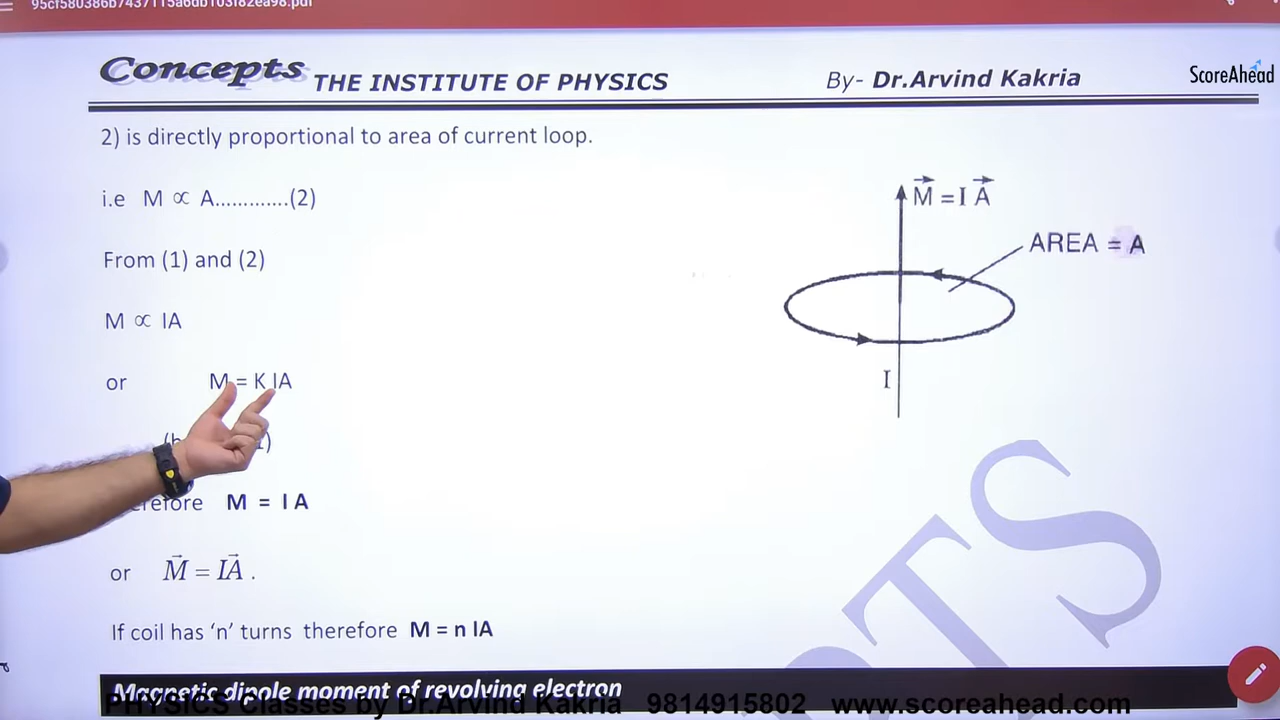 95cf580386b7437115a6db103f82ea98.pdf
Concepts THE INSTITUTE OF PHYSICS By- Dr.Arvind Kakria
ScoreAhead
2) is directly proportional to area of current loop.
i.e M ∝ A.............(2)
From (1) and (2)
M ∝ IA
or M = K IA
M = I A
or M⃗ = IA⃗ .
If coil has ‘n’ turns therefore M = n IA
M⃗ = I A⃗
AREA = A
I
Magnetic dipole moment of revolving electron
PHYSICS Classes by Dr.Arvind Kakria 9814915802 www.scoreahead.com